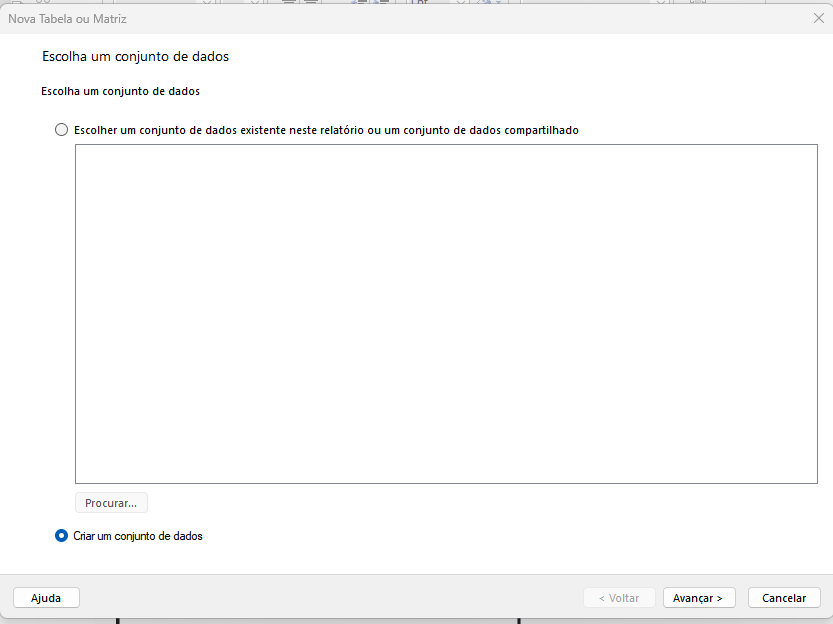 Nova Tabela ou Matriz
Escolha um conjunto de dados
Escolha um conjunto de dados
Escolher um conjunto de dados existente neste relatório ou um conjunto de dados compartilhado
Procurar...
Criar um conjunto de dados
Ajuda
< Voltar
Avançar >
Cancelar